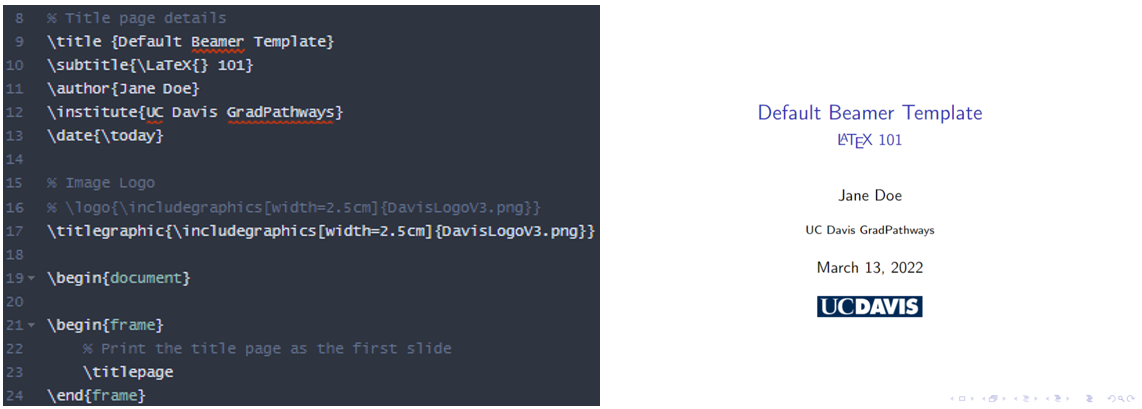 8 % Title page details
9 \title {Default Beamer Template}
10 \subtitle{\LaTeX{} 101}
11 \author{Jane Doe}
12 \institute{UC Davis GradPathways}
13 \date{\today}
14
15 % Image Logo
16 % \logo{\includegraphics[width=2.5cm]{DavisLogoV3.png}}
17 \titlegraphic{\includegraphics[width=2.5cm]{DavisLogoV3.png}}
18
19 \begin{document}
20
21 \begin{frame}
22 % Print the title page as the first slide
23 \titlepage
24 \end{frame}
Default Beamer Template
LATEX 101
Jane Doe
UC Davis GradPathways
March 13, 2022
UCDAVIS